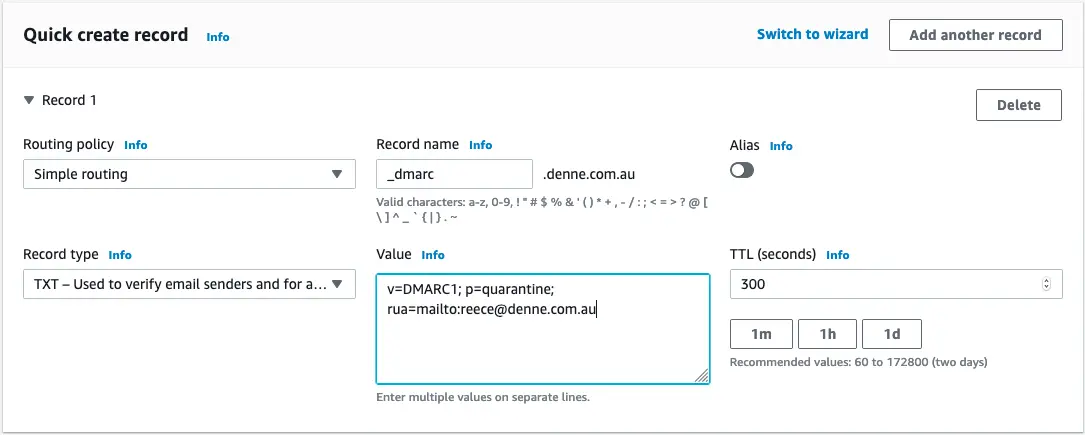 Quick create record Info
Switch to wizard
Add another record
Record 1
Delete
Routing policy Info
Simple routing
Record name Info
_dmarc .denne.com.au
Valid characters: a-z, 0-9, ! " # $ % & ' ( ) * + , - / : ; < = > ? @ [
\ ] ^ _ ` { | } . ~
Alias Info
Record type Info
TXT – Used to verify email senders and for a...
Value Info
v=DMARC1; p=quarantine;
rua=mailto:reece@denne.com.au
Enter multiple values on separate lines.
TTL (seconds) Info
300
1m 1h 1d
Recommended values: 60 to 172800 (two days)